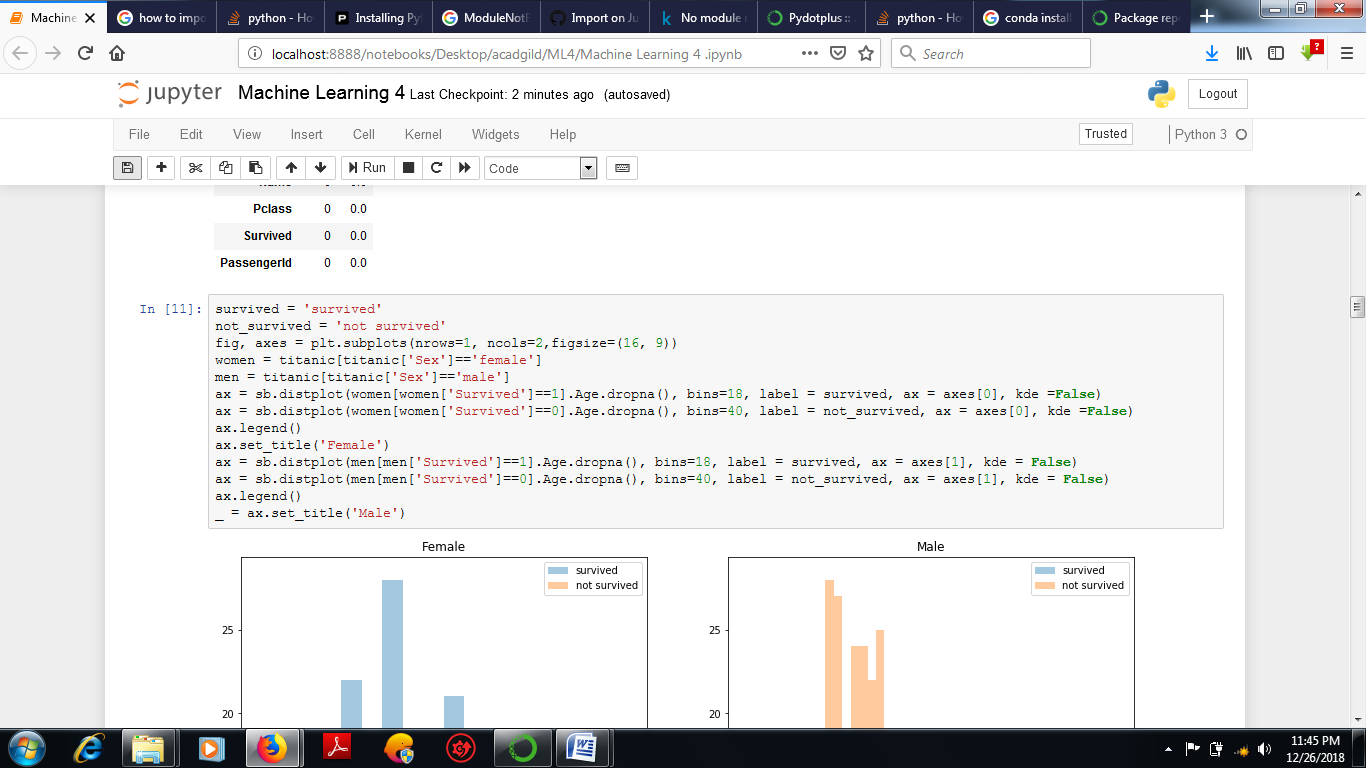 Machine
how to impo
python - Ho
Installing Py
ModuleNotF
Import on Ju
No module
Pydotplus ::
python - Ho
conda install
Package repo
localhost:8888/notebooks/Desktop/acadgild/ML4/Machine Learning 4 .ipynb
Search
jupyter Machine Learning 4 Last Checkpoint: 2 minutes ago (autosaved)
Logout
File Edit View Insert Cell Kernel Widgets Help
Trusted
Python 3
Run
Code
Pclass 0 0.0
Survived 0 0.0
PassengerId 0 0.0
In [11]:
survived = 'survived'
not_survived = 'not survived'
fig, axes = plt.subplots(nrows=1, ncols=2,figsize=(16, 9))
women = titanic[titanic['Sex']=='female']
men = titanic[titanic['Sex']=='male']
ax = sb.distplot(women[women['Survived']==1].Age.dropna(), bins=18, label = survived, ax = axes[0], kde =False)
ax = sb.distplot(women[women['Survived']==0].Age.dropna(), bins=40, label = not_survived, ax = axes[0], kde =False)
ax.legend()
ax.set_title('Female')
ax = sb.distplot(men[men['Survived']==1].Age.dropna(), bins=18, label = survived, ax = axes[1], kde = False)
ax = sb.distplot(men[men['Survived']==0].Age.dropna(), bins=40, label = not_survived, ax = axes[1], kde = False)
ax.legend()
_ = ax.set_title('Male')
Female
survived
not survived
25
20
Male
survived
not survived
25
20
11:45 PM
12/26/2018